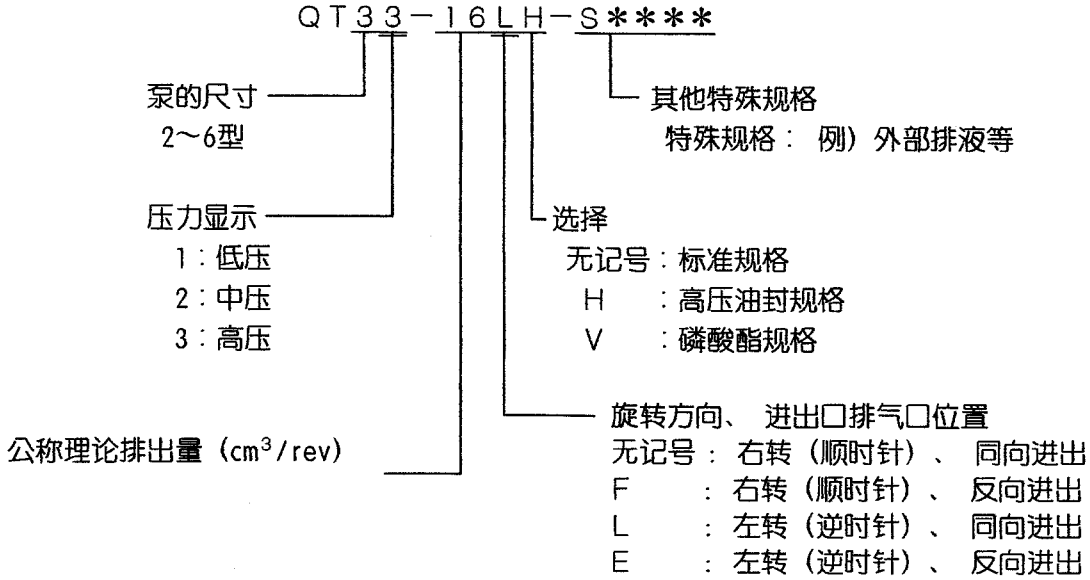 QT33-16LH-S****
泵的尺寸
2～6型
其他特殊规格
特殊规格： 例）外部排液等
压力显示
1：低压
2：中压
3：高压
选择
无记号：标准规格
H ：高压油封规格
V ：磷酸酯规格
公称理论排出量（cm³/rev）
旋转方向、 进出口排气口位置
无记号： 右转（顺时针）、 同向进出
F ： 右转（顺时针）、 反向进出
L ： 左转（逆时针）、 同向进出
E ： 左转（逆时针）、 反向进出